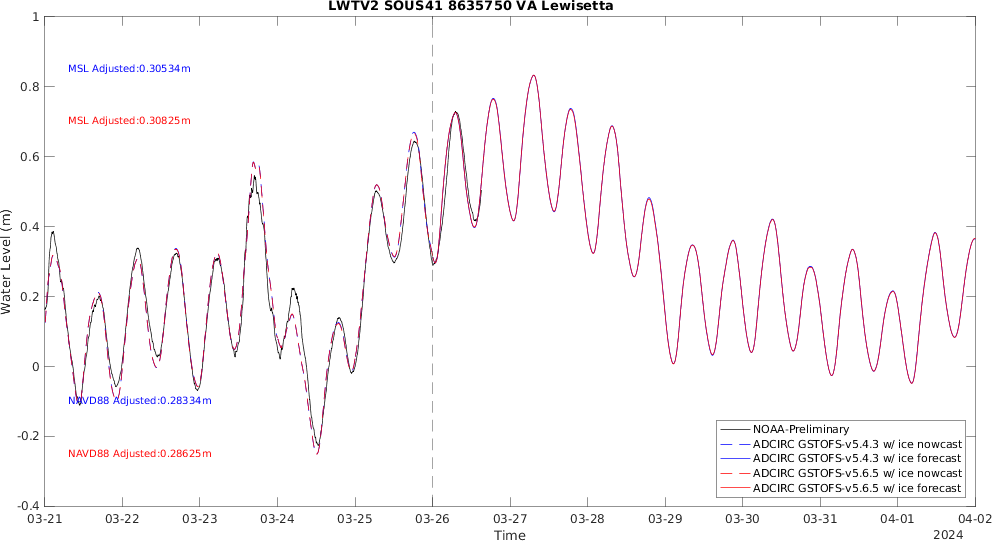 LWTV2 SOUS41 8635750 VA Lewisetta
1
0.8
0.6
0.4
0.2
0
-0.2
-0.4
Water Level (m)
MSL Adjusted:0.30534m
MSL Adjusted:0.30825m
NAVD88 Adjusted:0.28334m
NAVD88 Adjusted:0.28625m
NOAA-Preliminary
ADCIRC GSTOFS-v5.4.3 w/ ice nowcast
ADCIRC GSTOFS-v5.4.3 w/ ice forecast
ADCIRC GSTOFS-v5.6.5 w/ ice nowcast
ADCIRC GSTOFS-v5.6.5 w/ ice forecast
03-21 03-22 03-23 03-24 03-25 03-26 03-27 03-28 03-29 03-30 03-31 04-01 04-02
Time
2024